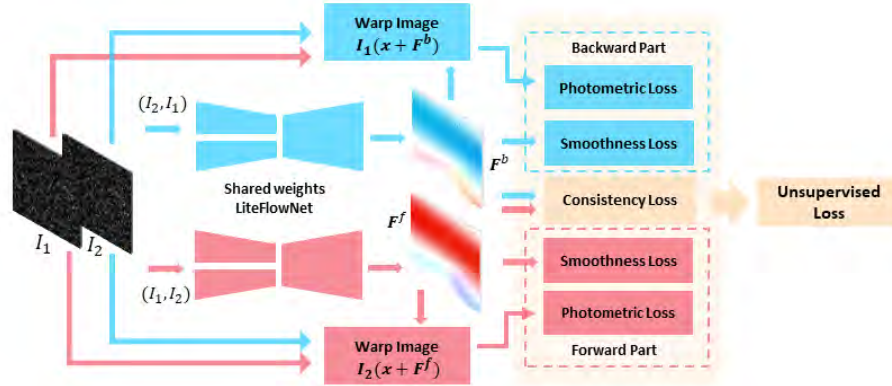 Warp Image
I₁(x + Fᵇ)
Backward Part
Photometric Loss
(I₂, I₁)
Smoothness Loss
Fᵇ
Shared weights
LiteFlowNet
Consistency Loss
Unsupervised
Loss
Fᶠ
I₁
I₂
Smoothness Loss
(I₁, I₂)
Photometric Loss
Warp Image
I₂(x + Fᶠ)
Forward Part